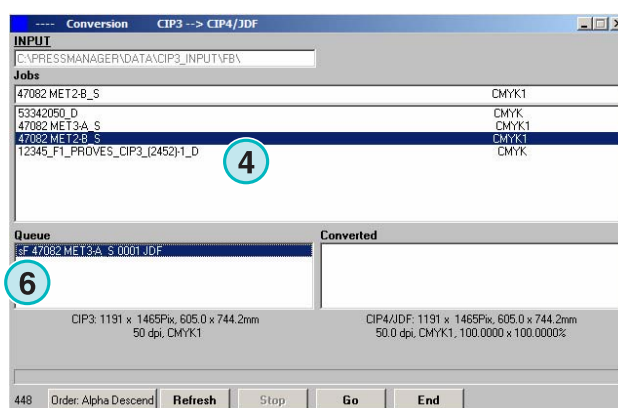 ---- Conversion CIP3 --> CIP4/JDF
INPUT
C:\PRESSMANAGER\DATA\CIP3_INPUT\FB\
Jobs
47082 MET2-B_S CMYK1
53342050_D CMYK
47082 MET3-A_S CMYK1
47082 MET2-B_S CMYK1
12345_F1_PROVES_CIP3_(2452)-1_D CMYK
4
Queue Converted
sF 47082 MET3-A_S 0001 JDF
6
CIP3: 1191 x 1465Pix, 605.0 x 744.2mm CIP4/JDF: 1191 x 1465Pix, 605.0 x 744.2mm
50 dpi, CMYK1 50.0 dpi, CMYK1, 100.0000 x 100.0000%
448 Order: Alpha Descend Refresh Stop Go End